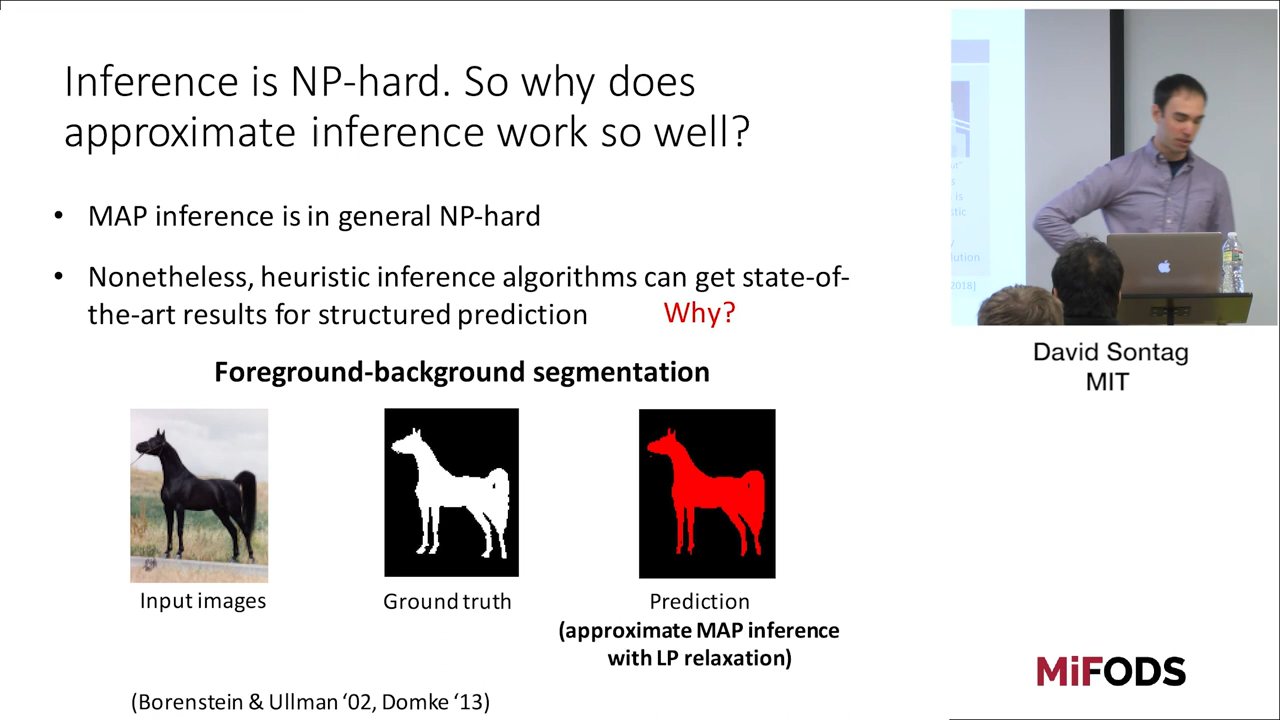 Inference is NP-hard. So why does
approximate inference work so well?
• MAP inference is in general NP-hard
• Nonetheless, heuristic inference algorithms can get state-of-
the-art results for structured prediction Why?
Foreground-background segmentation
Input images
Ground truth
Prediction
(approximate MAP inference
with LP relaxation)
(Borenstein & Ullman ‘02, Domke ‘13)
lution
2018)
David Sontag
MIT
MiFODS